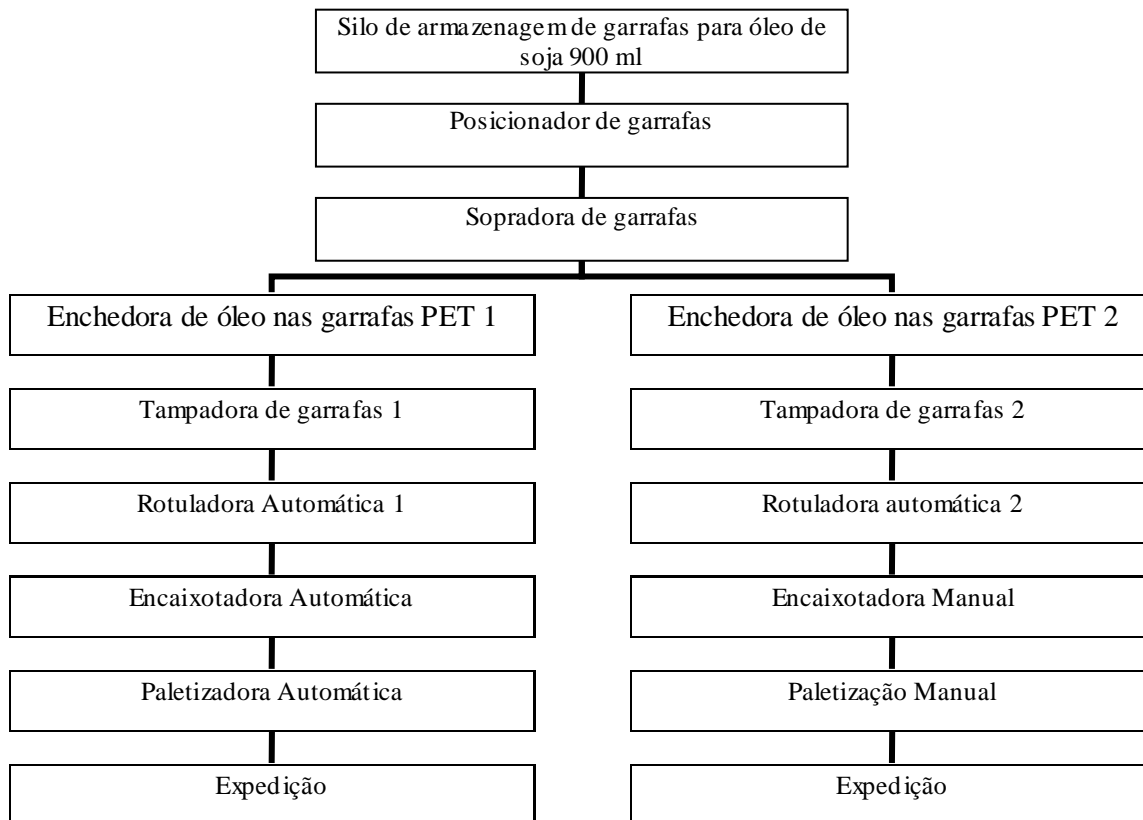 Silo de armazenagem de garrafas para óleo de
soja 900 ml
Posicionador de garrafas
Sopradora de garrafas
Enchedora de óleo nas garrafas PET 1
Enchedora de óleo nas garrafas PET 2
Tampadora de garrafas 1
Tampadora de garrafas 2
Rotuladora Automática 1
Rotuladora automática 2
Encaixotadora Automática
Encaixotadora Manual
Paletizadora Automática
Paletização Manual
Expedição
Expedição